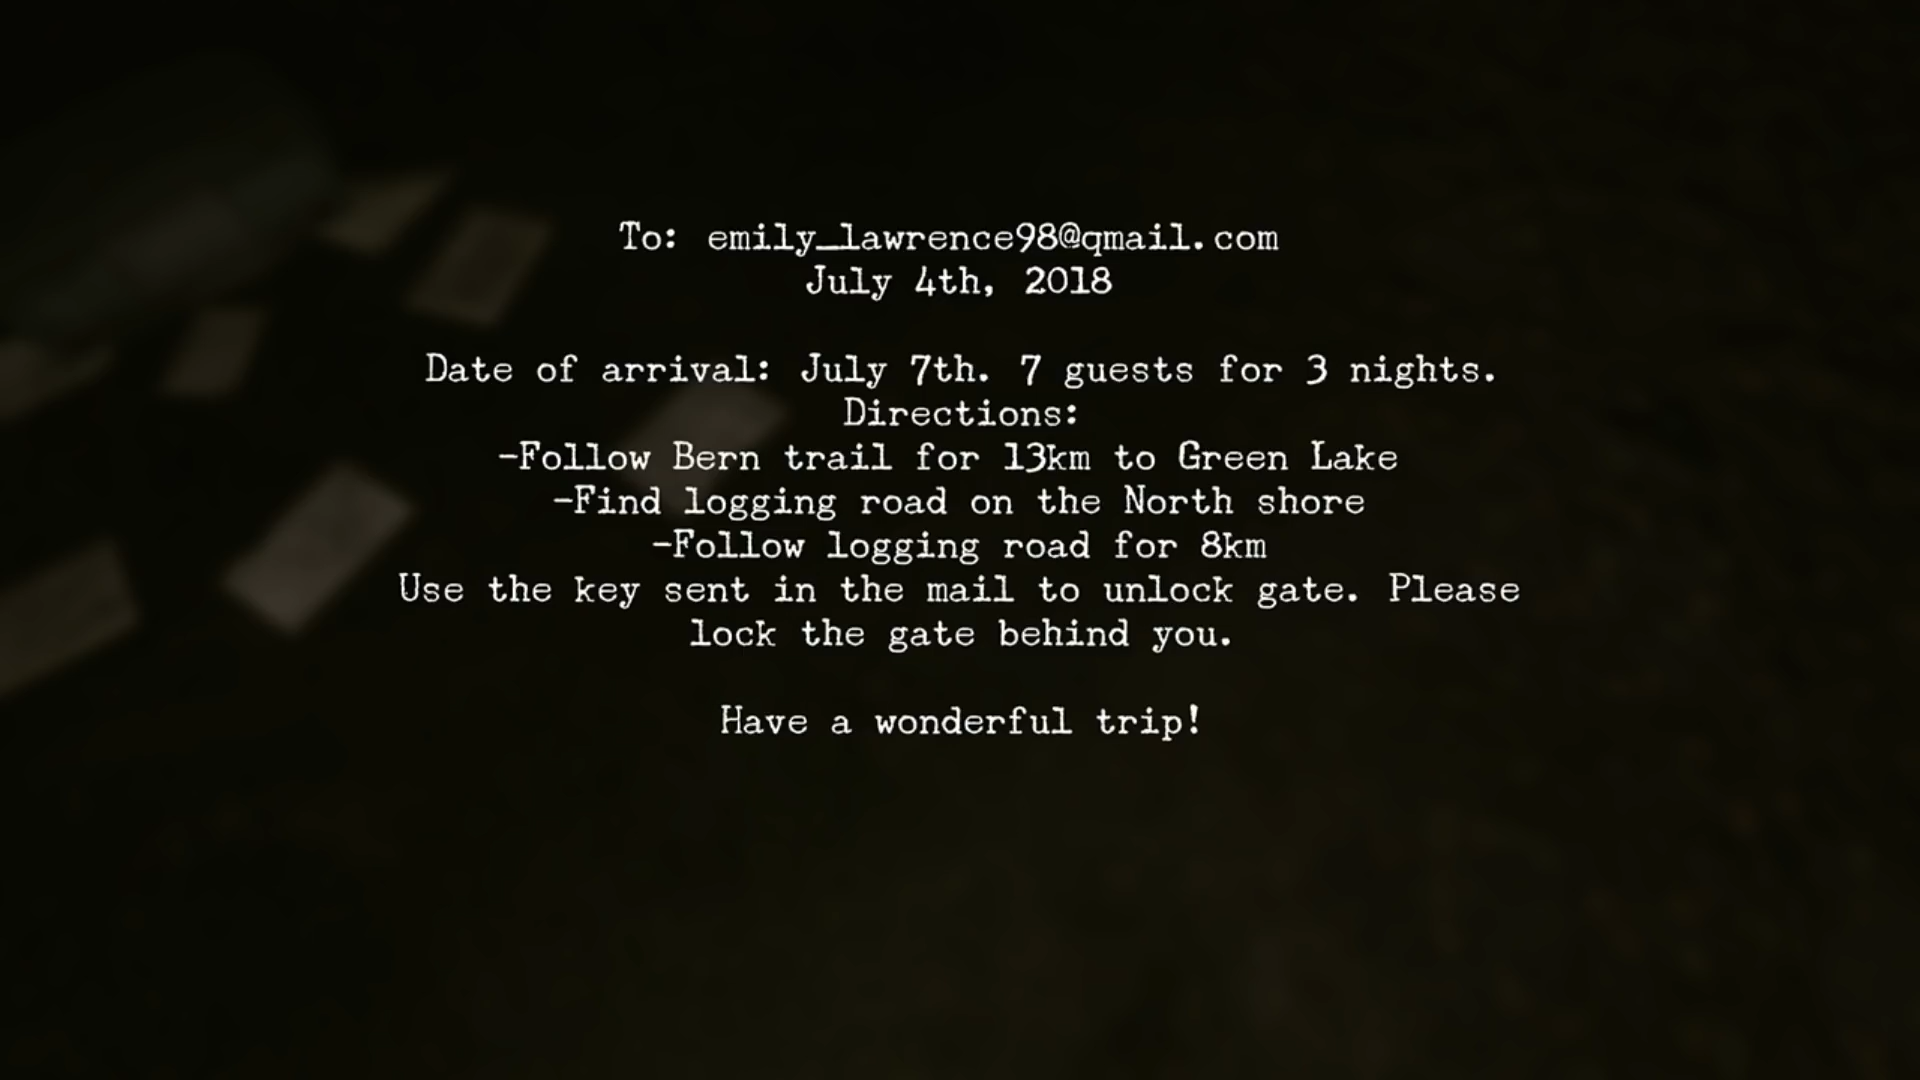 To: emily_lawrence98@qmail.com
July 4th, 2018
Date of arrival: July 7th. 7 guests for 3 nights.
Directions:
-Follow Bern trail for 13km to Green Lake
-Find logging road on the North shore
-Follow logging road for 8km
Use the key sent in the mail to unlock gate. Please
lock the gate behind you.
Have a wonderful trip!